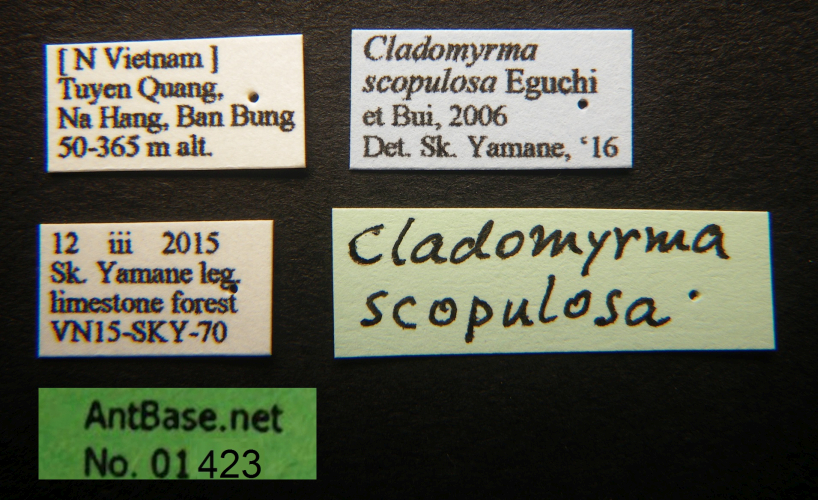 [ N Vietnam ]
Tuyen Quang,
Na Hang, Ban Bung
50-365 m alt.
Cladomyrma
scopulosa Eguchi
et Bui, 2006
Det. Sk. Yamane, ‘16
12 iii 2015
Sk. Yamane leg.
limestone forest
VN15-SKY-70
Cladomyrma
scopulosa
AntBase.net
No. 01423